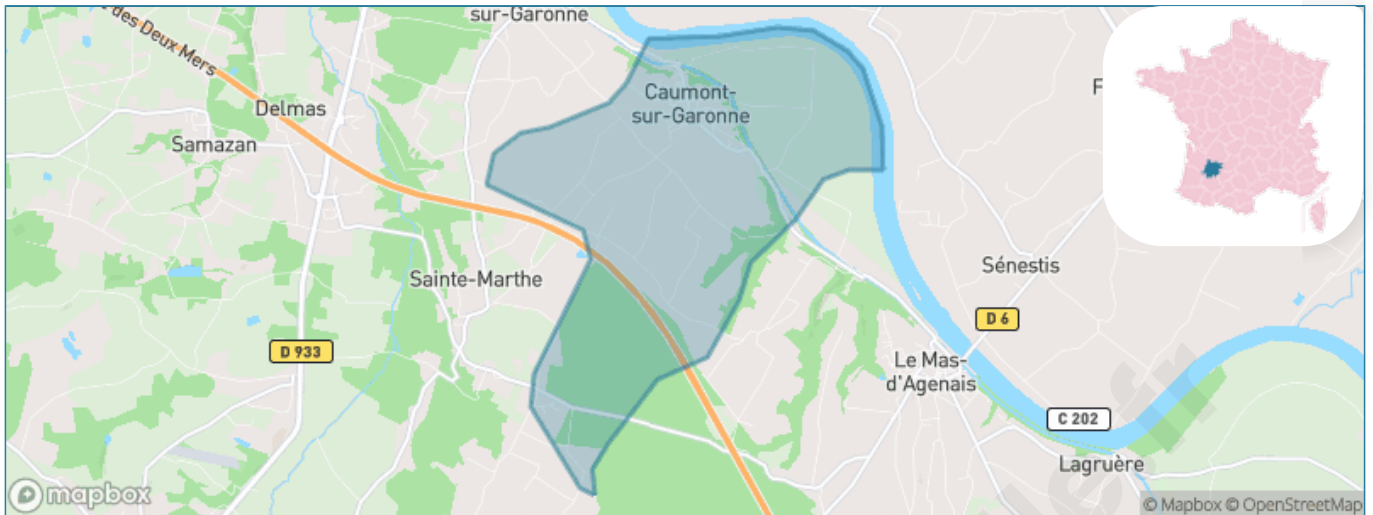 sur-Garonne
des Deux Mers
Caumont-
sur-Garonne
F
Delmas
Samazan
Sainte-Marthe
Sénestis
D 6
D 933
Le Mas-
d'Agenais
C 202
Lagruère
mapbox
© Mapbox © OpenStreetMap